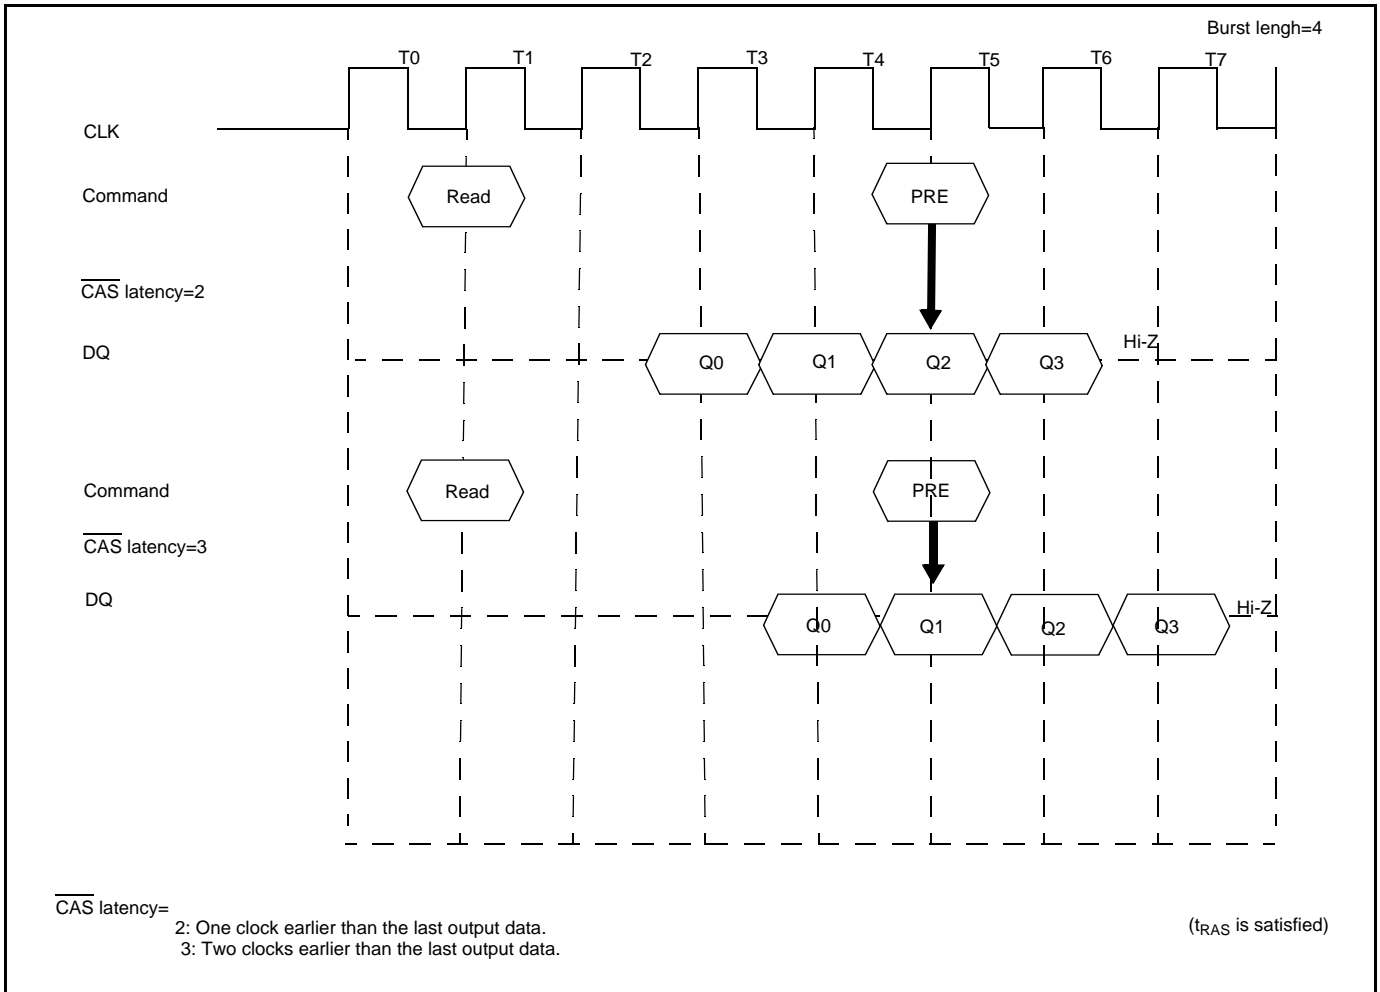 Burst lengh=4
T0 T1 T2 T3 T4 T5 T6 T7
CLK
Command Read PRE
CAS latency=2
DQ Q0 Q1 Q2 Q3 Hi-Z
Command Read PRE
CAS latency=3
DQ Q0 Q1 Q2 Q3 Hi-Z
CAS latency=
2: One clock earlier than the last output data.
3: Two clocks earlier than the last output data.
(tRAS is satisfied)